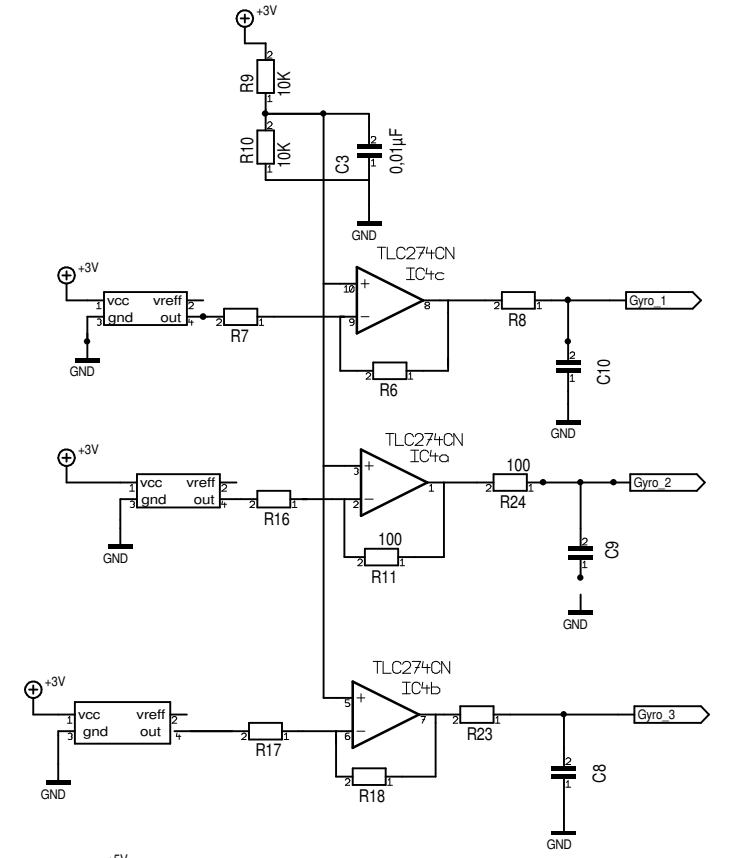 +3V
2
R9
10K
1
2
R10
10K
1
2
C3
1
0,01µF
GND
TLC274CN
IC4c
+3V
1 vcc vreff 2
3 gnd out 4
GND
2 1
R7
10 +
9 −
8
2 1
R6
2 1
R8
Gyro_1
2
C10
1
GND
TLC274CN
IC4a
+3V
1 vcc vreff 2
3 gnd out 4
GND
2 1
R16
3 +
2 −
1
100
2 1
R11
100
2 1
R24
Gyro_2
2
C9
1
GND
TLC274CN
IC4b
+3V
1 vcc vreff 2
3 gnd out 4
GND
2 1
R17
5 +
6 −
7
2 1
R18
2 1
R23
Gyro_3
2
C8
1
GND